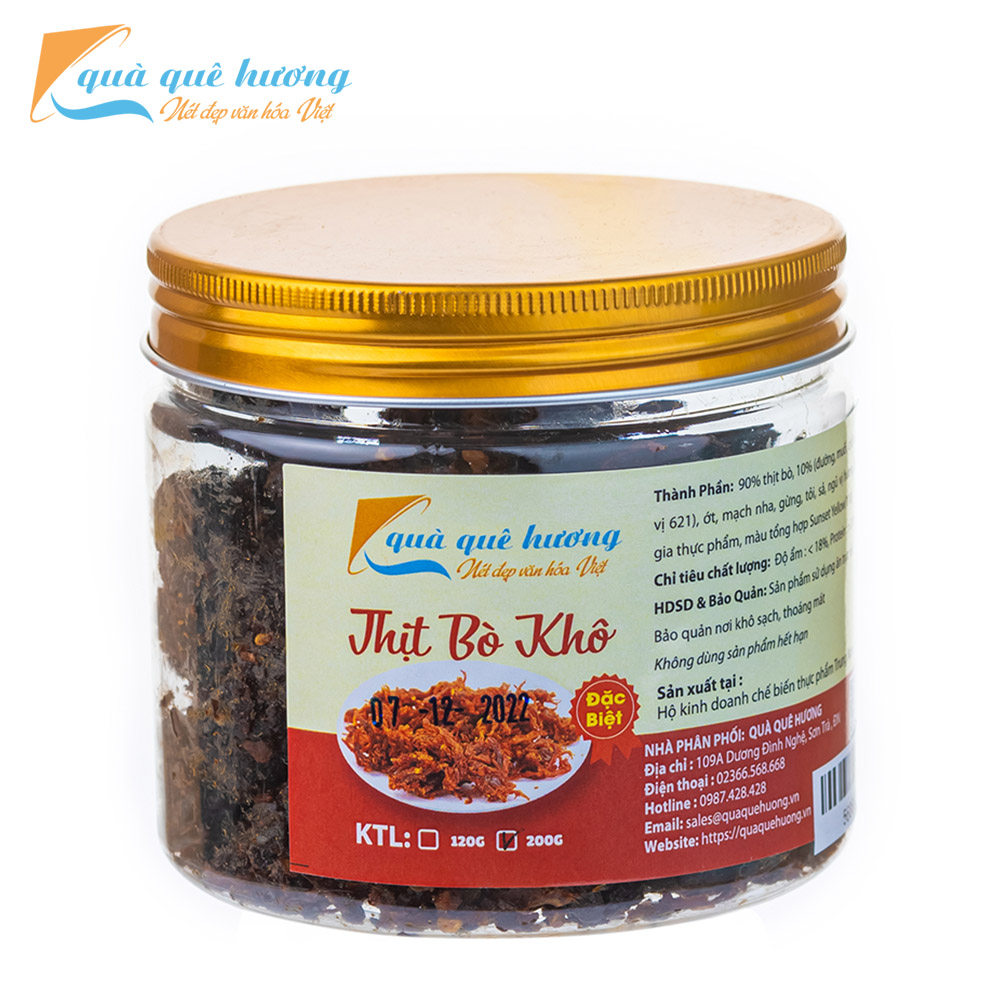 quà quê hương
Nét đẹp văn hóa Việt
quà quê hương
Nét đẹp văn hóa Việt
Thịt Bò Khô
Đặc
Biệt
07 -12- 2022
KTL: 120G 200G
Thành Phần: 90% thịt bò, 10% (đường, muối,
vị 621), ớt, mạch nha, gừng, tỏi, sả, ngũ vị
gia thực phẩm, màu tổng hợp Sunset Yellow
Chỉ tiêu chất lượng: Độ ẩm : < 18%, Protein
HDSD & Bảo Quản: Sản phẩm sử dụng ăn
Bảo quản nơi khô sạch, thoáng mát
Không dùng sản phẩm hết hạn
Sản xuất tại :
Hộ kinh doanh chế biến thực phẩm
NHÀ PHÂN PHỐI: QUÀ QUÊ HƯƠNG
Địa chỉ : 109A Dương Đình Nghệ, Sơn Trà, ĐN
Điện thoại : 02366.568.668
Hotline : 0987.428.428
Email: sales@quaquehuong.vn
Website: https://quaquehuong.vn